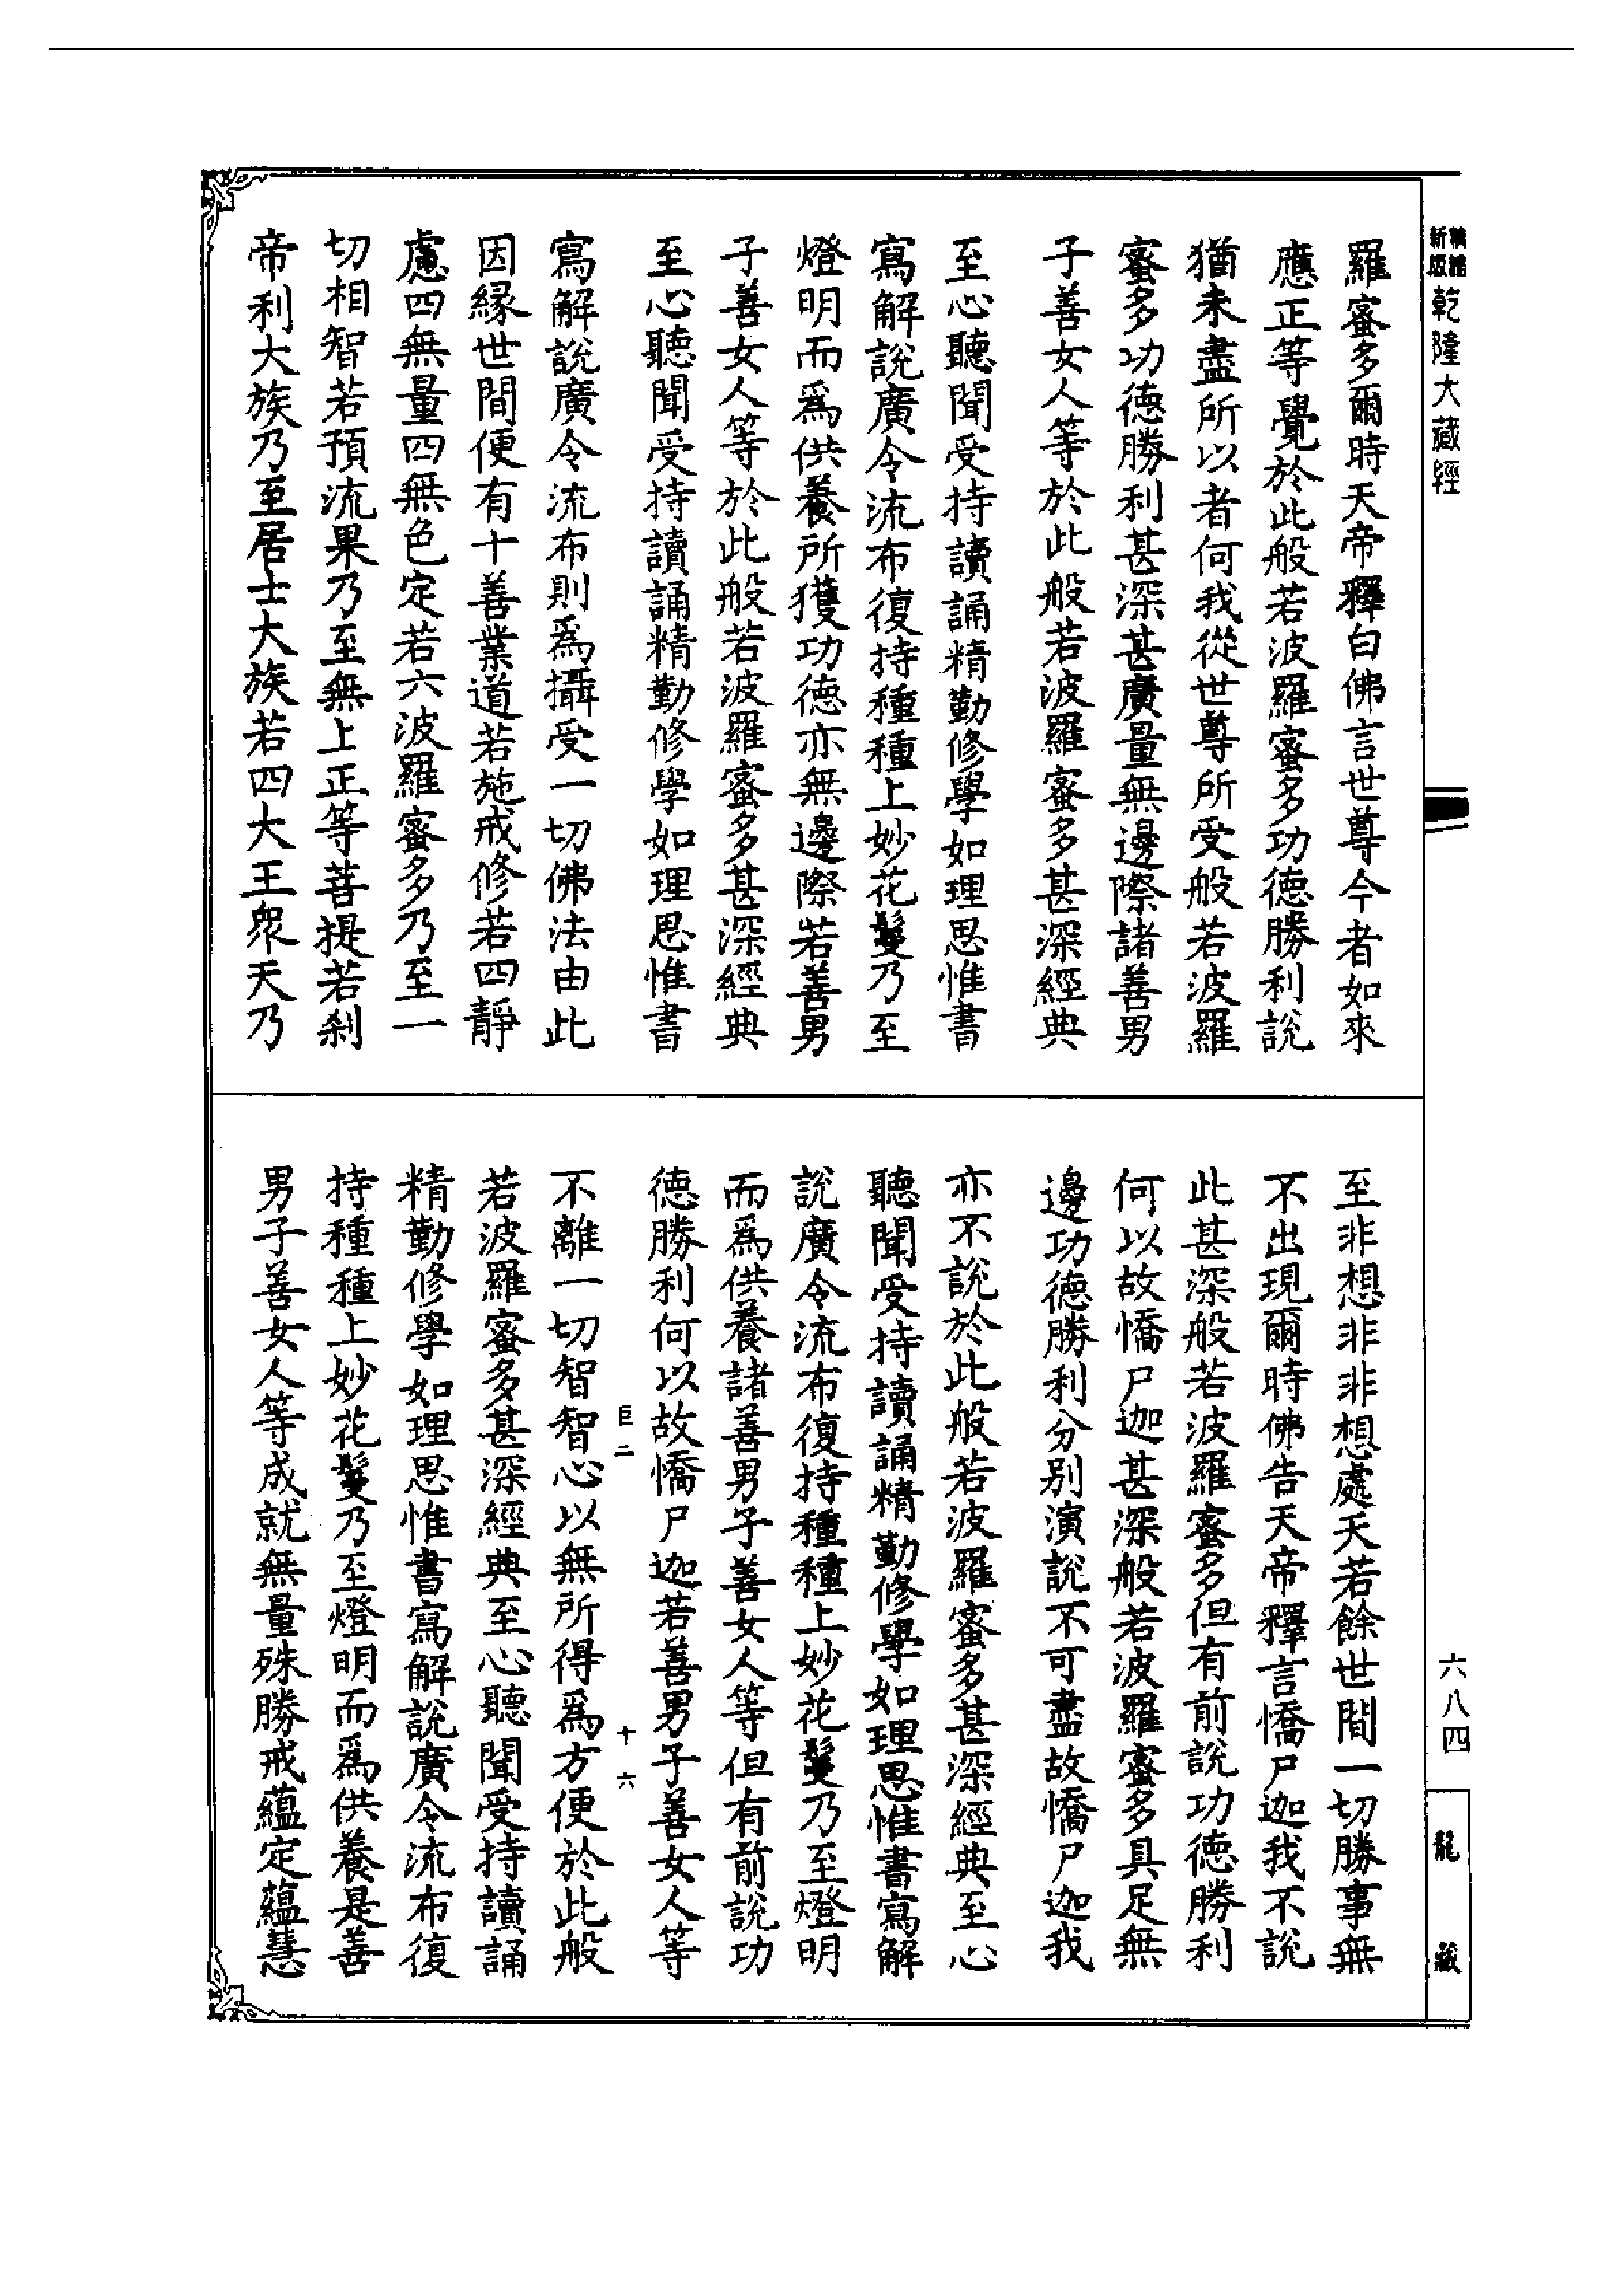 新版
精縮
乾隆大藏經
羅蜜多爾時天帝釋白佛言世尊今者如來
應正等覺於此般若波羅蜜多功德勝利說
猶未盡所以者何我從世尊所受般若波羅
蜜多功德勝利甚深甚廣量無邊際諸善男
子善女人等於此般若波羅蜜多甚深經典
至心聽聞受持讀誦精勤修學如理思惟書
寫解說廣令流布復持種種上妙花鬘乃至
燈明而爲供養所獲功德亦無邊際若善男
子善女人等於此般若波羅蜜多甚深經典
至心聽聞受持讀誦精勤修學如理思惟書
寫解說廣令流布則爲攝受一切佛法由此
因緣世間便有十善業道若施戒修若四靜
慮四無量四無色定若六波羅蜜多乃至一
切相智若預流果乃至無上正等菩提若剎
帝利大族乃至居士大族若四大王眾天乃
至非想非非想處天若餘世間一切勝事無
不出現爾時佛告天帝釋言憍尸迦我不說
此甚深般若波羅蜜多但有前說功德勝利
何以故憍尸迦甚深般若波羅蜜多具足無
邊功德勝利分別演說不可盡故憍尸迦我
亦不說於此般若波羅蜜多甚深經典至心
聽聞受持讀誦精勤修學如理思惟書寫解
說廣令流布復持種種上妙花鬘乃至燈明
而爲供養諸善男子善女人等但有前說功
德勝利何以故憍尸迦若善男子善女人等
巨二 十六
不離一切智智心以無所得爲方便於此般
若波羅蜜多甚深經典至心聽聞受持讀誦
精勤修學如理思惟書寫解說廣令流布復
持種種上妙花鬘乃至燈明而爲供養是善
男子善女人等成就無量殊勝戒蘊定蘊慧
六八四
龍藏